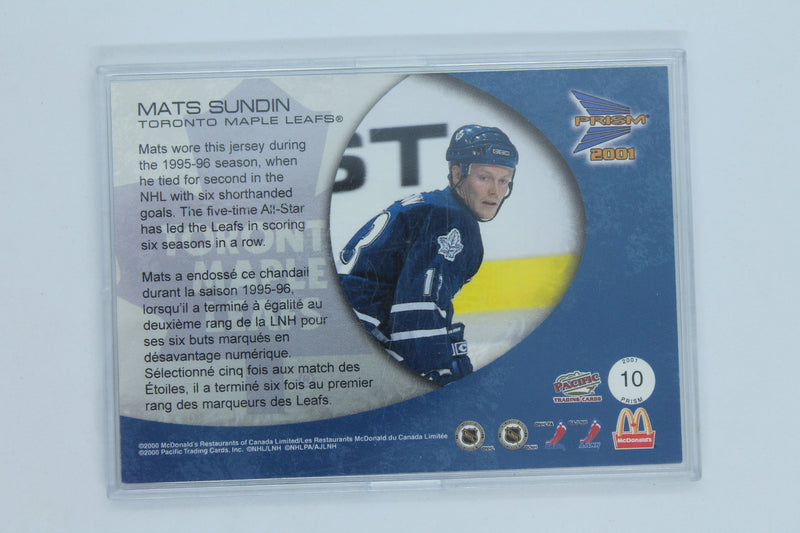 MATS SUNDIN
TORONTO MAPLE LEAFS®
Mats wore this jersey during
the 1995-96 season, when
he tied for second in the
NHL with six shorthanded
goals. The five-time All-Star
has led the Leafs in scoring
six seasons in a row.
Mats a endossé ce chandail
durant la saison 1995-96,
lorsqu'il a terminé à égalité au
deuxième rang de la LNH pour
ses six buts marqués en
désavantage numérique.
Sélectionné cinq fois aux match des
Étoiles, il a terminé six fois au premier
rang des marqueurs des Leafs.
TORONTO
MAPLE
LEAFS
ST
13
PRISM
2001
PACIFIC
TRADING CARDS
2001
10
PRISM
McDonald's
©2000 McDonald's Restaurants of Canada Limited/Les Restaurants McDonald du Canada Limitée
©2000 Pacific Trading Cards, Inc. ©NHL/LNH ©NHLPA/AJLNH